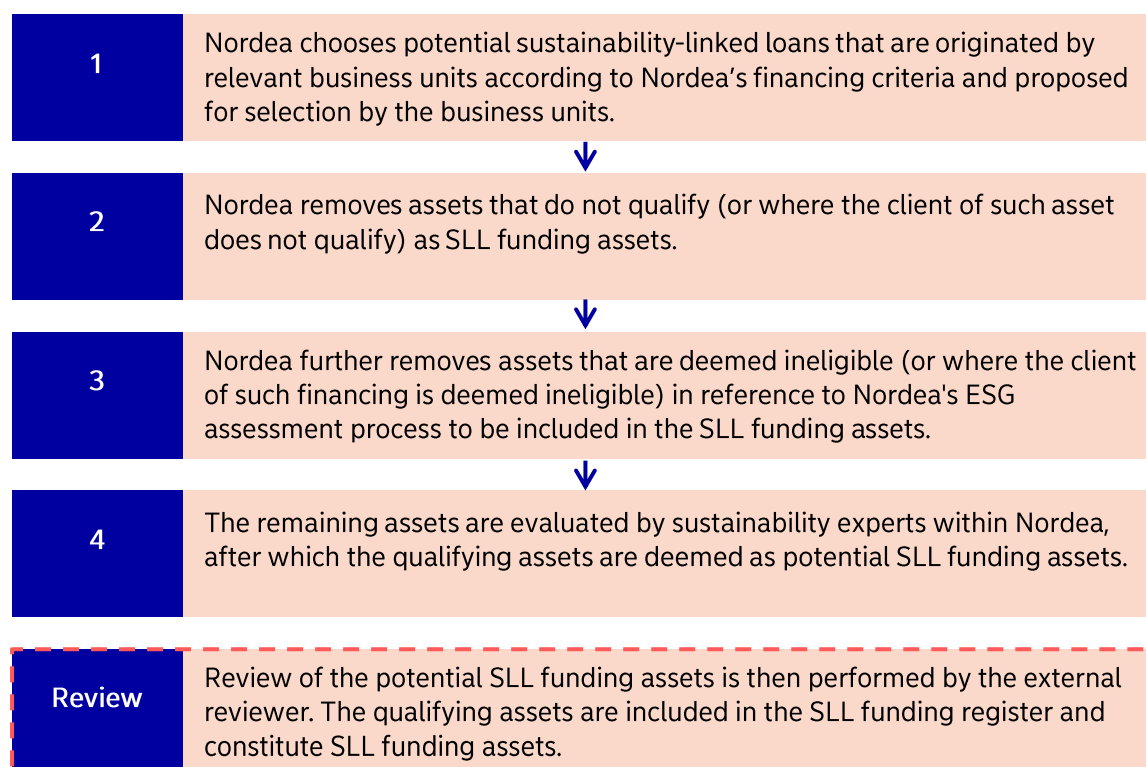 1
Nordea chooses potential sustainability-linked loans that are originated by
relevant business units according to Nordea’s financing criteria and proposed
for selection by the business units.
2
Nordea removes assets that do not qualify (or where the client of such asset
does not qualify) as SLL funding assets.
3
Nordea further removes assets that are deemed ineligible (or where the client
of such financing is deemed ineligible) in reference to Nordea's ESG
assessment process to be included in the SLL funding assets.
4
The remaining assets are evaluated by sustainability experts within Nordea,
after which the qualifying assets are deemed as potential SLL funding assets.
Review
Review of the potential SLL funding assets is then performed by the external
reviewer. The qualifying assets are included in the SLL funding register and
constitute SLL funding assets.